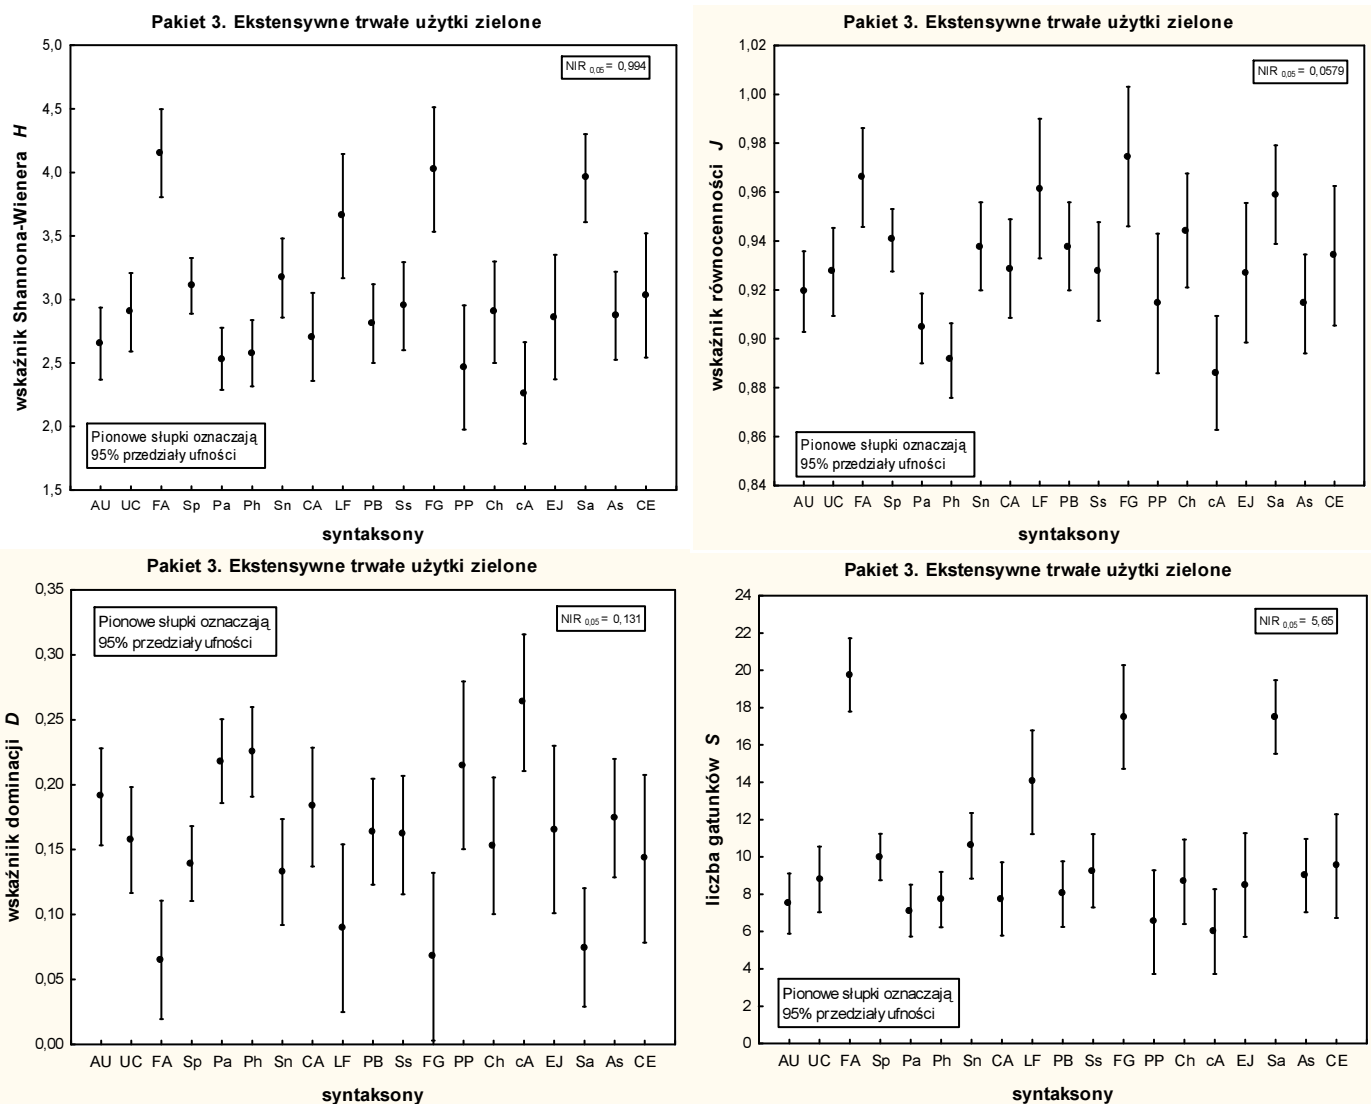 Pakiet 3. Ekstensywne trwałe użytki zielone
wskaźnik Shannona-Wienera H
5,0
4,5
4,0
3,5
3,0
2,5
2,0
1,5
NIR 0,05 = 0,994
Pionowe słupki oznaczają
95% przedziały ufności
AU UC FA Sp Pa Ph Sn CA LF PB Ss FG PP Ch cA EJ Sa As CE
syntaksony
Pakiet 3. Ekstensywne trwałe użytki zielone
wskaźnik równocenności J
1,02
1,00
0,98
0,96
0,94
0,92
0,90
0,88
0,86
0,84
NIR 0,05 = 0,0579
Pionowe słupki oznaczają
95% przedziały ufności
AU UC FA Sp Pa Ph Sn CA LF PB Ss FG PP Ch cA EJ Sa As CE
syntaksony
Pakiet 3. Ekstensywne trwałe użytki zielone
wskaźnik dominacji D
0,35
0,30
0,25
0,20
0,15
0,10
0,05
0,00
Pionowe słupki oznaczają
95% przedziały ufności
NIR 0,05 = 0,131
AU UC FA Sp Pa Ph Sn CA LF PB Ss FG PP Ch cA EJ Sa As CE
syntaksony
Pakiet 3. Ekstensywne trwałe użytki zielone
liczba gatunków S
24
22
20
18
16
14
12
10
8
6
4
2
0
NIR 0,05 = 5,65
Pionowe słupki oznaczają
95% przedziały ufności
AU UC FA Sp Pa Ph Sn CA LF PB Ss FG PP Ch cA EJ Sa As CE
syntaksony